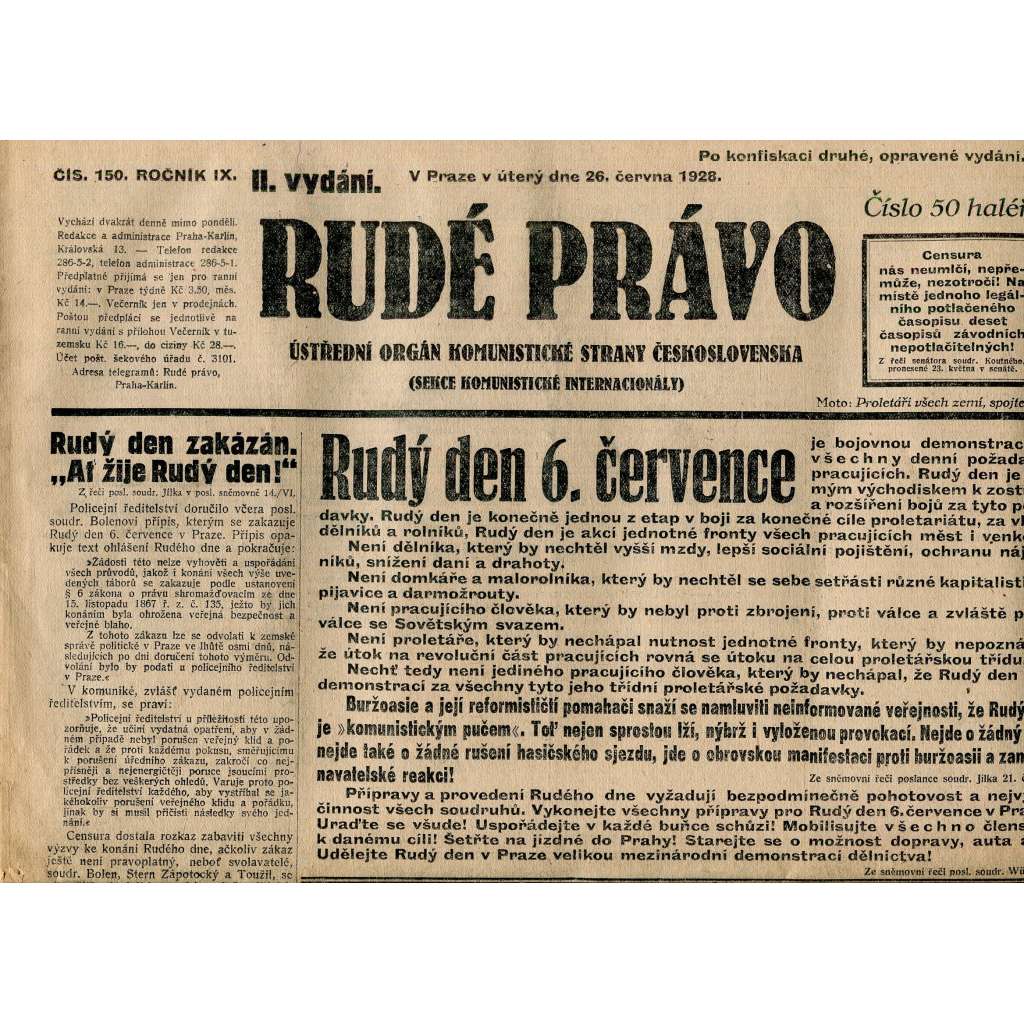 Po konfiskaci druhé, opravené vydání.
ČÍS. 150. ROČNÍK IX.
II. vydání.
V Praze v úterý dne 26. června 1928.
Vychází dvakrát denně mimo pondělí.
Redakce a administrace Praha-Karlín,
Královská 13. — Telefon redakce
286-5-2, telefon administrace 286-5-1.
Předplatné přijímá se jen pro ranní
vydání: v Praze týdně Kč 3.50, měs.
Kč 14.—. Večerník jen v prodejnách.
Poštou předplácí se jednotlivě na
ranní vydání s přílohou Večerník v tu-
zemsku Kč 16.—, do ciziny Kč 28.—.
Účet pošt. šekového úřadu č. 3101.
Adresa telegramů: Rudé právo,
Praha-Karlín.
RUDÉ PRÁVO
ÚSTŘEDNÍ ORGÁN KOMUNISTICKÉ STRANY ČESKOSLOVENSKA
(SEKCE KOMUNISTICKÉ INTERNACIONÁLY)
Číslo 50 haléř
Censura
nás neumlčí, nepře-
může, nezotročí! Na
místě jednoho legál-
ního potlačeného
časopisu deset
časopisů závodních
nepotlačitelných!
Z řeči senátora soudr. Koutného,
pronesené 23. května v senátě.
Moto: Proletáři všech zemí, spojte
Rudý den zakázán.
„Ať žije Rudý den!“
Z řeči posl. soudr. Jílka v posl. sněmovně 14./VI.
Policejní ředitelství doručilo včera posl.
soudr. Bolenovi přípis, kterým se zakazuje
Rudý den 6. července v Praze. Přípis opa-
kuje text ohlášení Rudého dne a pokračuje:
»Žádosti této nelze vyhověti a uspořádání
všech průvodů, jakož i konání všech výše uve-
dených táborů se zakazuje podle ustanovení
§ 6 zákona o právu shromažďovacím ze dne
15. listopadu 1867 ř. z. č. 135, ježto by jich
konáním byla ohrožena veřejná bezpečnost a
veřejné blaho.
Z tohoto zákazu lze se odvolati k zemské
správě politické v Praze ve lhůtě osmi dnů, ná-
sledujících po dni doručení tohoto výměru. Od-
volání bylo by podati u policejního ředitelství
v Praze.«
V komuniké, zvlášť vydaném policejním
ředitelstvím, se praví:
»Policejní ředitelství u příležitosti této upo-
zorňuje, že učiní vydatná opatření, aby v žád-
ném případě nebyl porušen veřejný klid a po-
řádek a že proti každému pokusu, směřujícímu
k porušení úředního zákazu, zakročí co nej-
přísněji a nejenergičtěji poruce jsoucími pro-
středky bez veškerých ohledů. Varuje proto po-
licejní ředitelství každého, aby vystříhal se ja-
kéhokoliv porušení veřejného klidu a pořádku,
jinak by si musil přičísti následky svého jed-
nání.«
Censura dostala rozkaz zabaviti všechny
výzvy ke konání Rudého dne, ačkoliv zákaz
ještě není pravoplatný, neboť svolavatelé,
soudr. Bolen, Štern Zápotocký a Toužil, se
Rudý den 6. července
je bojovnou demonstrac
všechny denní požada
pracujících. Rudý den je
mým východiskem k zost
a rozšíření bojů za tyto p
davky. Rudý den je konečně jednou z etap v boji za konečné cíle proletariátu, za vl
dělníků a rolníků, Rudý den je akcí jednotné fronty všech pracujících měst i venk
Není dělníka, který by nechtěl vyšší mzdy, lepší sociální pojištění, ochranu náj
níků, snížení daní a drahoty.
Není domkáře a malorolníka, který by nechtěl se sebe setřásti různé kapitalisti
pijavice a darmožrouty.
Není pracujícího člověka, který by nebyl proti zbrojení, proti válce a zvláště p
válce se Sovětským svazem.
Není proletáře, který by nechápal nutnost jednotné fronty, který by nepozná
že útok na revoluční část pracujících rovná se útoku na celou proletářskou třídu
Nechť tedy není jediného pracujícího člověka, který by nechápal, že Rudý den
demonstrací za všechny tyto jeho třídní proletářské požadavky.
Buržoasie a její reformističtí pomahači snaží se namluvili neinformované veřejnosti, že Rudý
je »komunistickým pučem«. Toť nejen sprostou lží, nýbrž i vyloženou provokací. Nejde o žádný
nejde také o žádné rušení hasičského sjezdu, jde o obrovskou manifestaci proti buržoasii a zam
navatelské reakci!
Ze sněmovní řeči poslance soudr. Jílka 21. č
Přípravy a provedení Rudého dne vyžadují bezpodmínečně pohotovost a nejvy
činnost všech soudruhů. Vykonejte všechny přípravy pro Rudý den 6. července v Pra
Uraďte se všude! Uspořádejte v každé buňce schůzi! Mobilisujte všechno člens
k danému cíli! Šetřte na jízdné do Prahy! Starejte se o možnost dopravy, auta a
Udělejte Rudý den v Praze velikou mezinárodní demonstrací dělnictva!
Ze sněmovní řeči posl. soudr. Wü